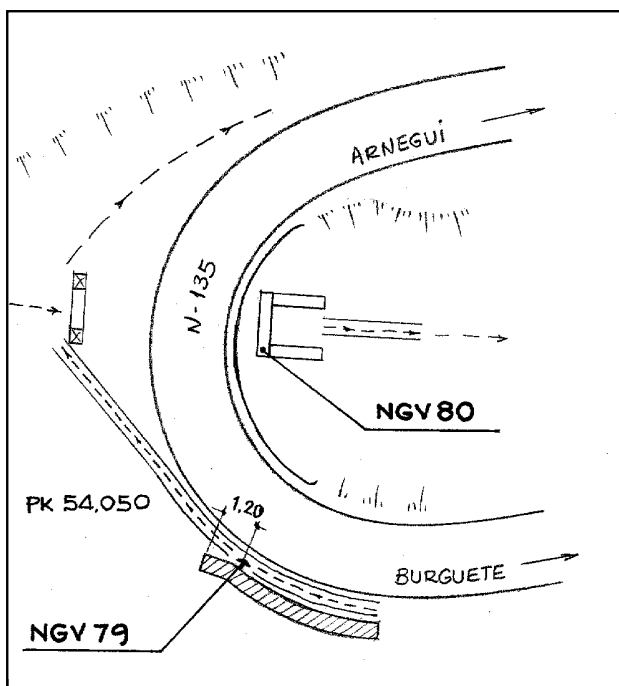 ARNEGUI
N-135
NGV 80
PK 54,050
1,20
BURGUETE
NGV 79